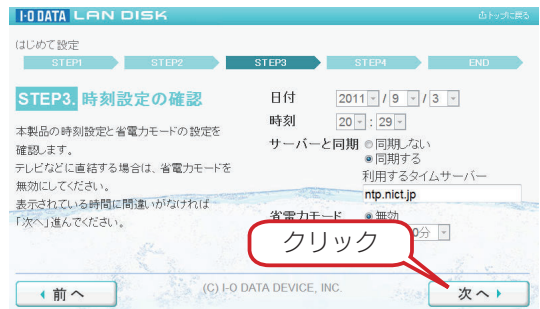 I-O DATA LAN DISK
トップに戻る
はじめて設定
STEP1 STEP2 STEP3 STEP4 END
STEP3. 時刻設定の確認
本製品の時刻設定と省電力モードの設定を
確認します。
テレビなどに直結する場合は、省電力モードを
無効にしてください。
表示されている時間に間違いがなければ
「次へ」進んでください。
日付 2011 / 9 / 3
時刻 20 : 29
サーバーと同期 同期しない
同期する
利用するタイムサーバー
ntp.nict.jp
省電力モード 無効
0分
クリック
前へ
(C) I-O DATA DEVICE, INC.
次へ